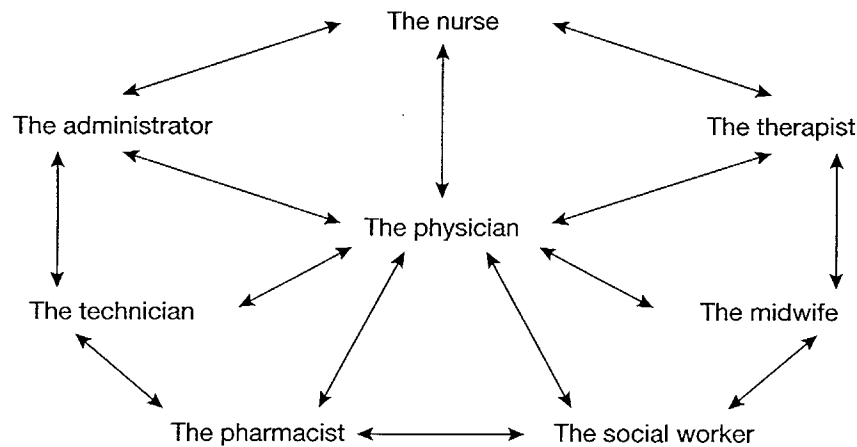 The nurse
The administrator
The therapist
The physician
The technician
The midwife
The pharmacist
The social worker